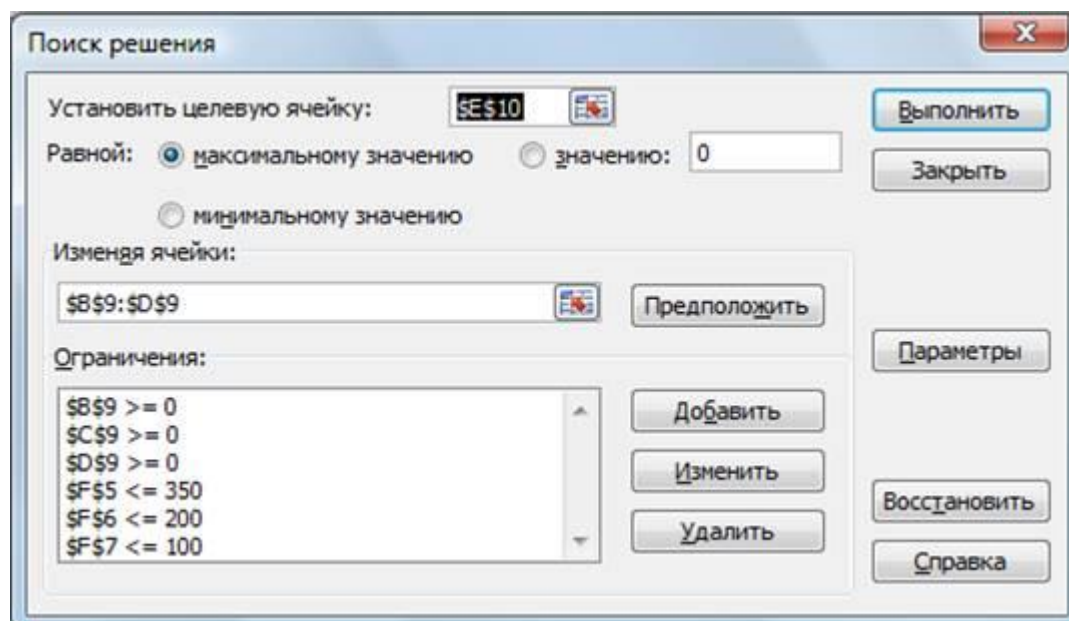 Поиск решения
Установить целевую ячейку: $E$10
Выполнить
Равной: максимальному значению значению: 0
Закрыть
минимальному значению
Изменяя ячейки:
$B$9:$D$9
Предположить
Ограничения:
Параметры
$B$9 >= 0
$C$9 >= 0
$D$9 >= 0
$F$5 <= 350
$F$6 <= 200
$F$7 <= 100
Добавить
Изменить
Удалить
Восстановить
Справка